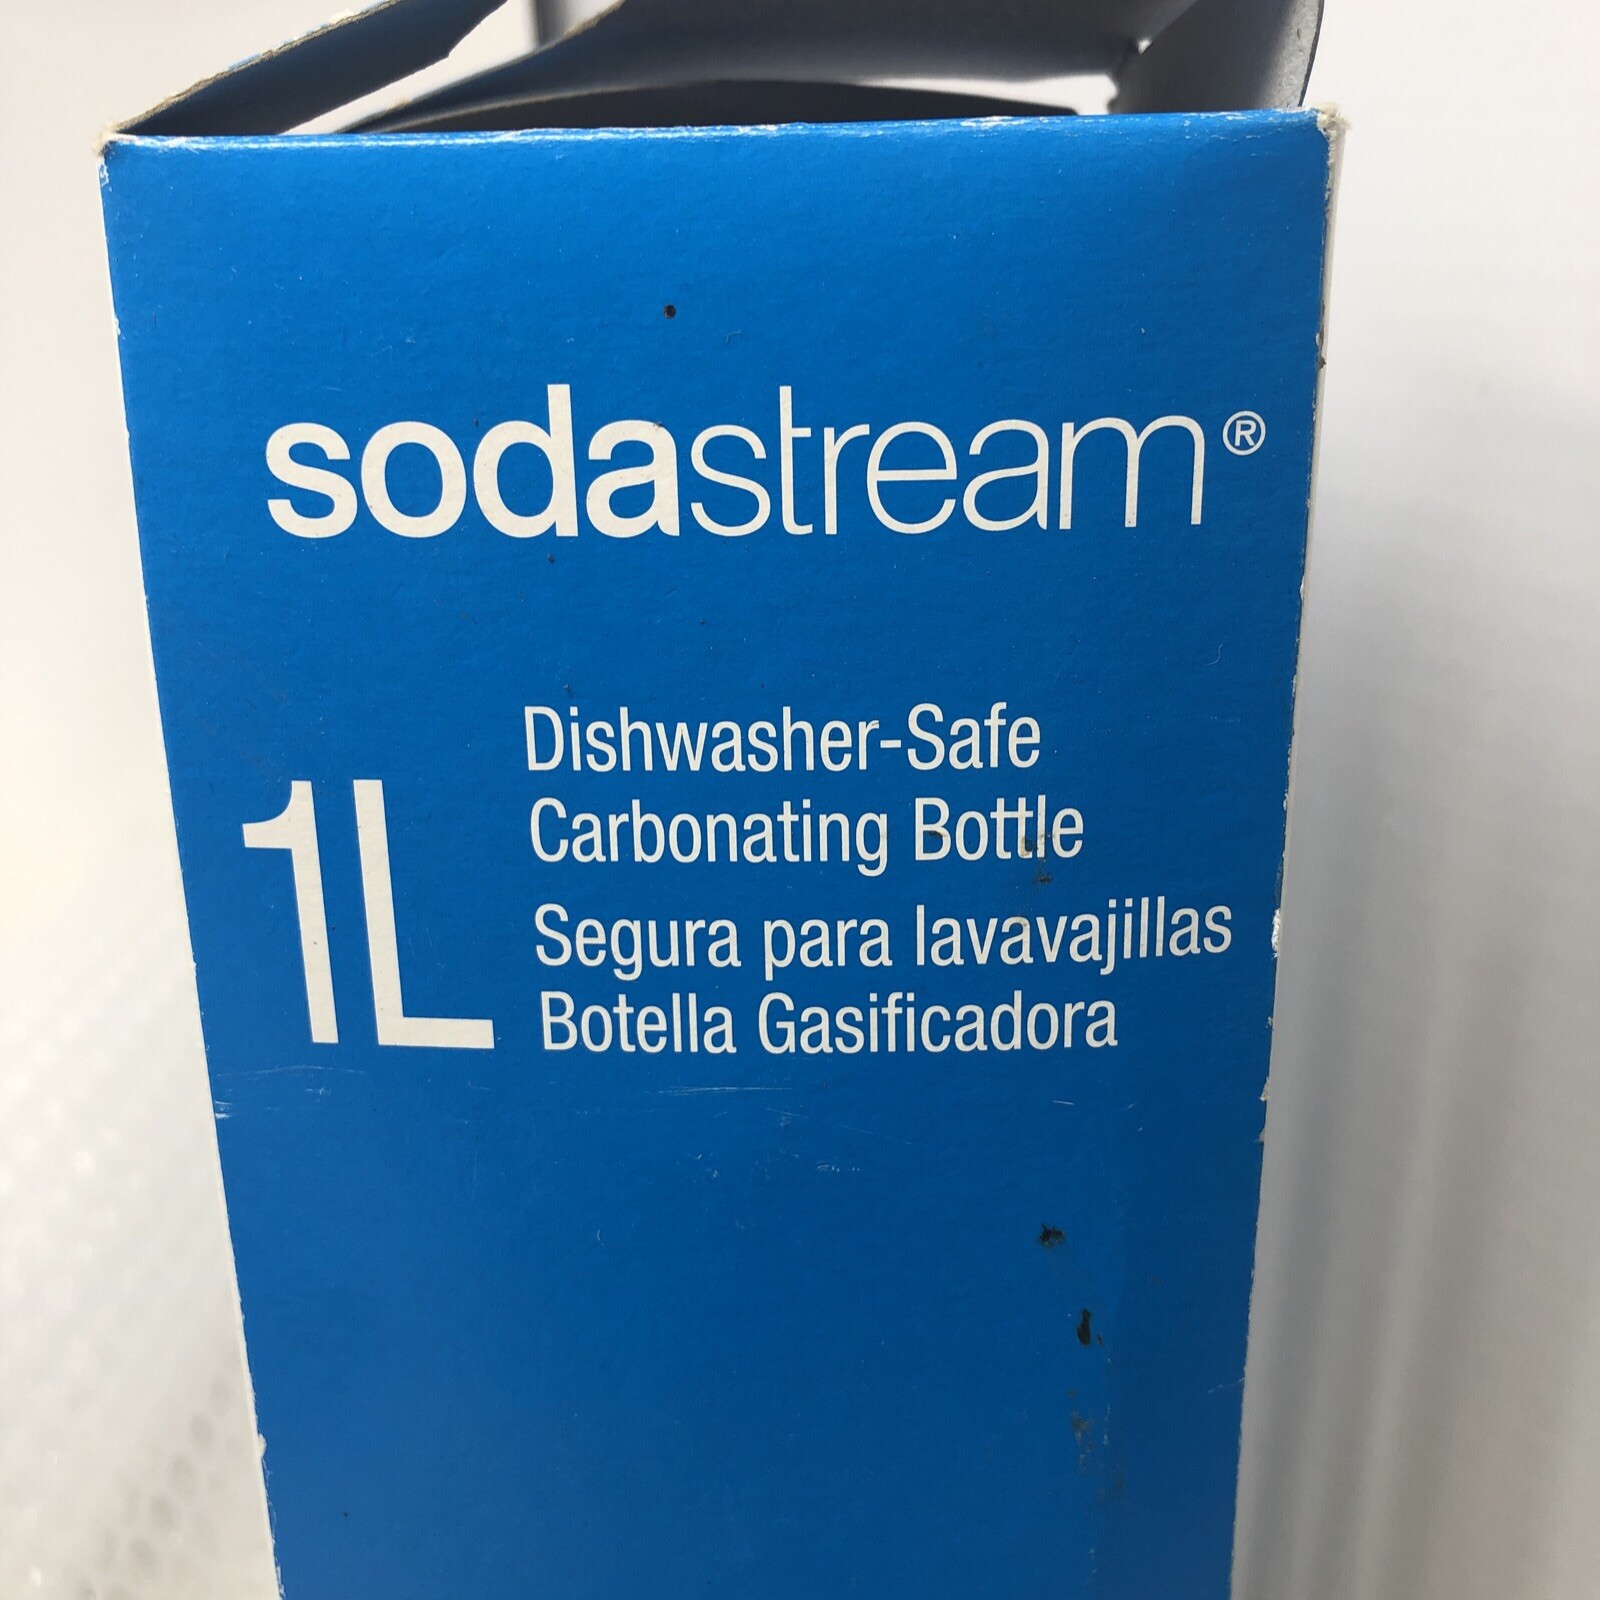 sodastream®
1L
Dishwasher-Safe
Carbonating Bottle
Segura para lavavajillas
Botella Gasificadora